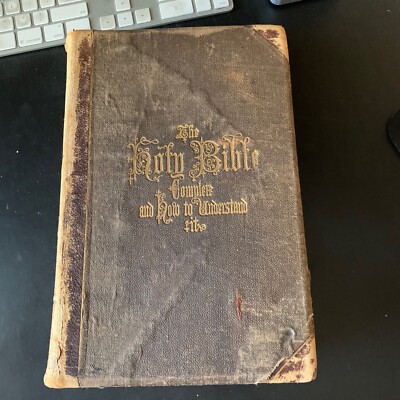 The
Holy Bible
Complete
and How to Understand
it